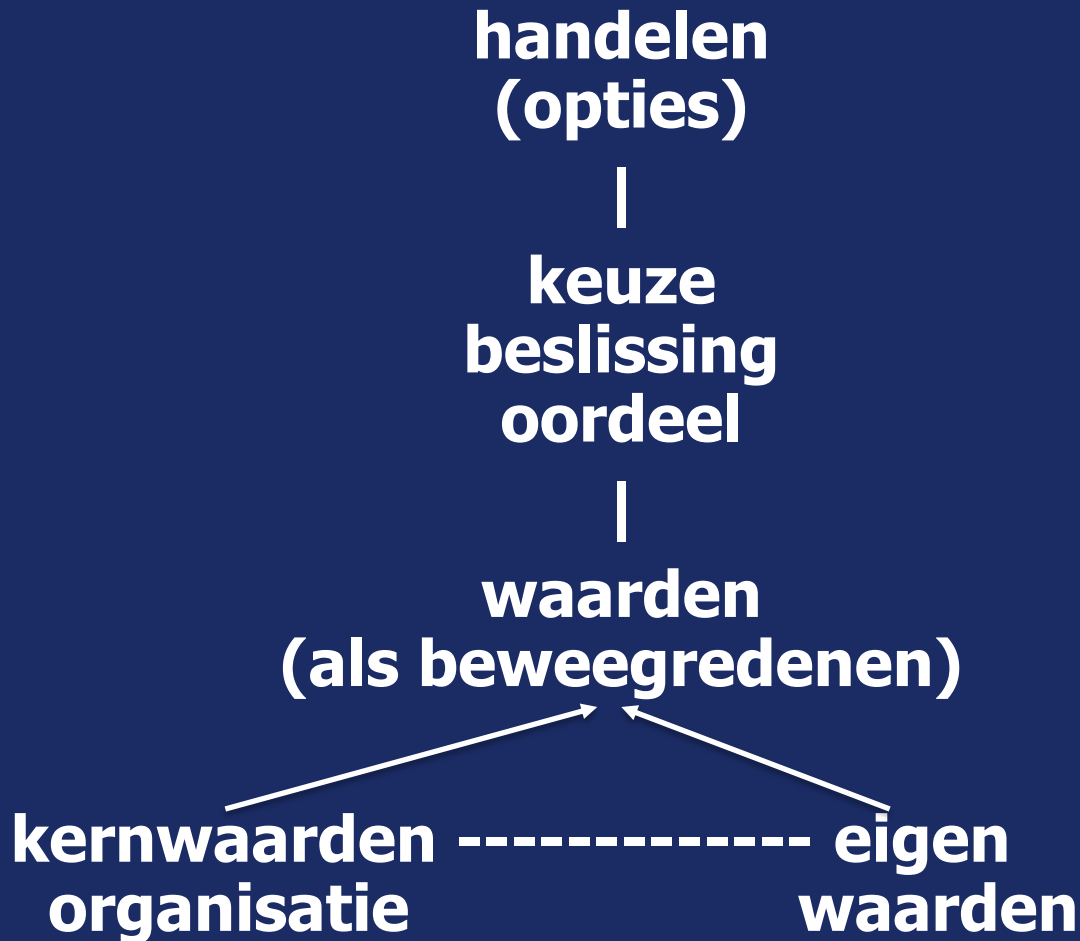 handelen
(opties)
keuze
beslissing
oordeel
waarden
(als beweegredenen)
kernwaarden eigen
organisatie waarden